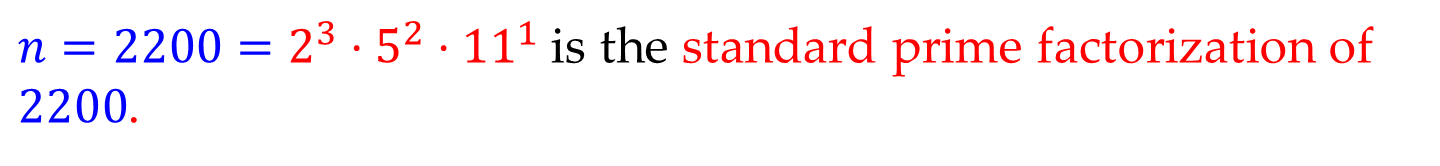 n = 2200 = 2³ · 5² · 11¹ is the standard prime factorization of
2200.